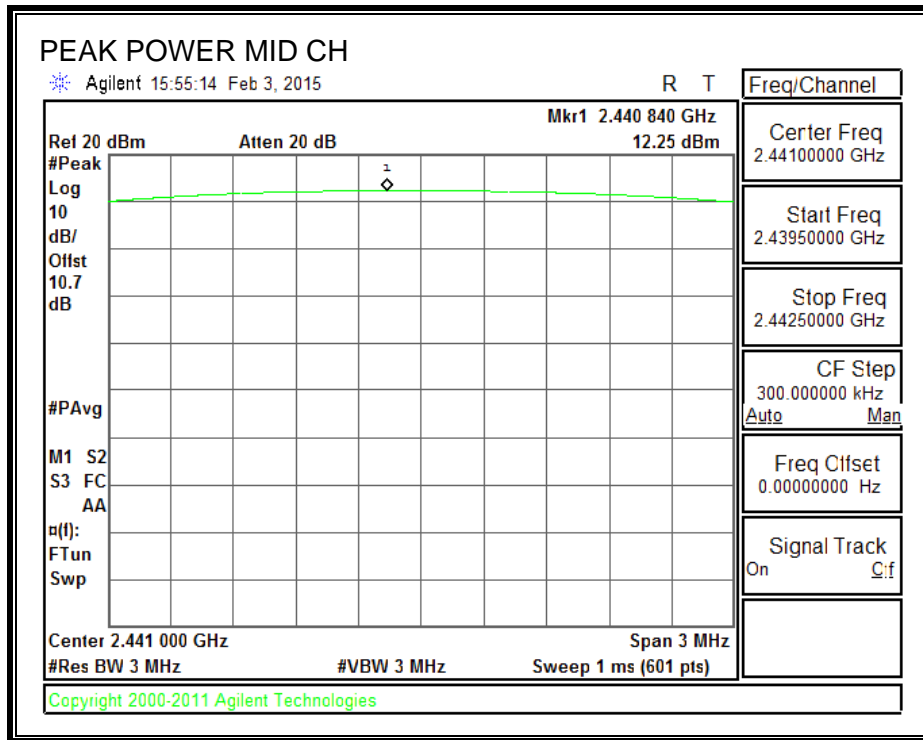 PEAK POWER MID CH
Agilent 15:55:14 Feb 3, 2015 R T
Mkr1 2.440 840 GHz
Ref 20 dBm Atten 20 dB 12.25 dBm
#Peak
Log
10
dB/
Offst
10.7
dB
1
#PAvg
M1 S2
S3 FC
AA
¤(f):
FTun
Swp
Center 2.441 000 GHz Span 3 MHz
#Res BW 3 MHz #VBW 3 MHz Sweep 1 ms (601 pts)
Copyright 2000-2011 Agilent Technologies
Freq/Channel
Center Freq
2.44100000 GHz
Start Freq
2.43950000 GHz
Stop Freq
2.44250000 GHz
CF Step
300.000000 kHz
Auto Man
Freq Offset
0.00000000 Hz
Signal Track
On Off